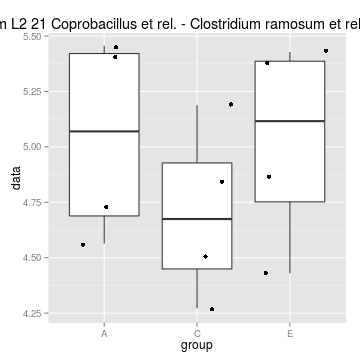 m L2 21 Coprobacillus et rel. - Clostridium ramosum et rel
5.50
5.25
5.00
4.75
4.50
4.25
data
A
C
E
group